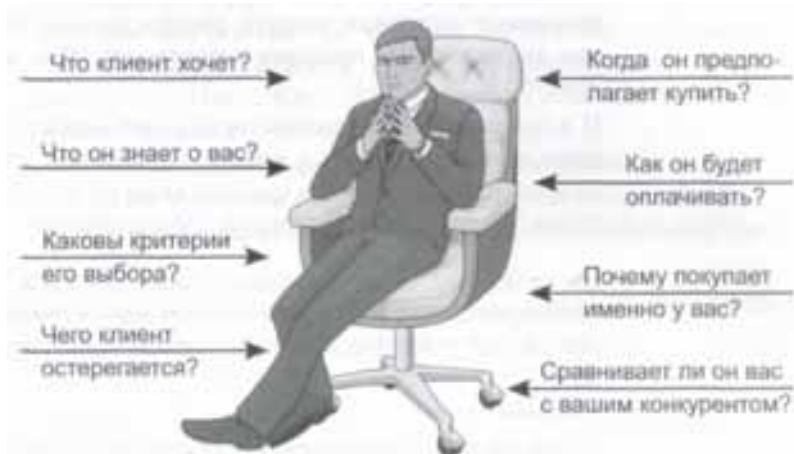 Что клиент хочет?
Что он знает о вас?
Каковы критерии
его выбора?
Чего клиент
остерегается?
Когда он предпо-
лагает купить?
Как он будет
оплачивать?
Почему покупает
именно у вас?
Сравнивает ли он вас
с вашим конкурентом?